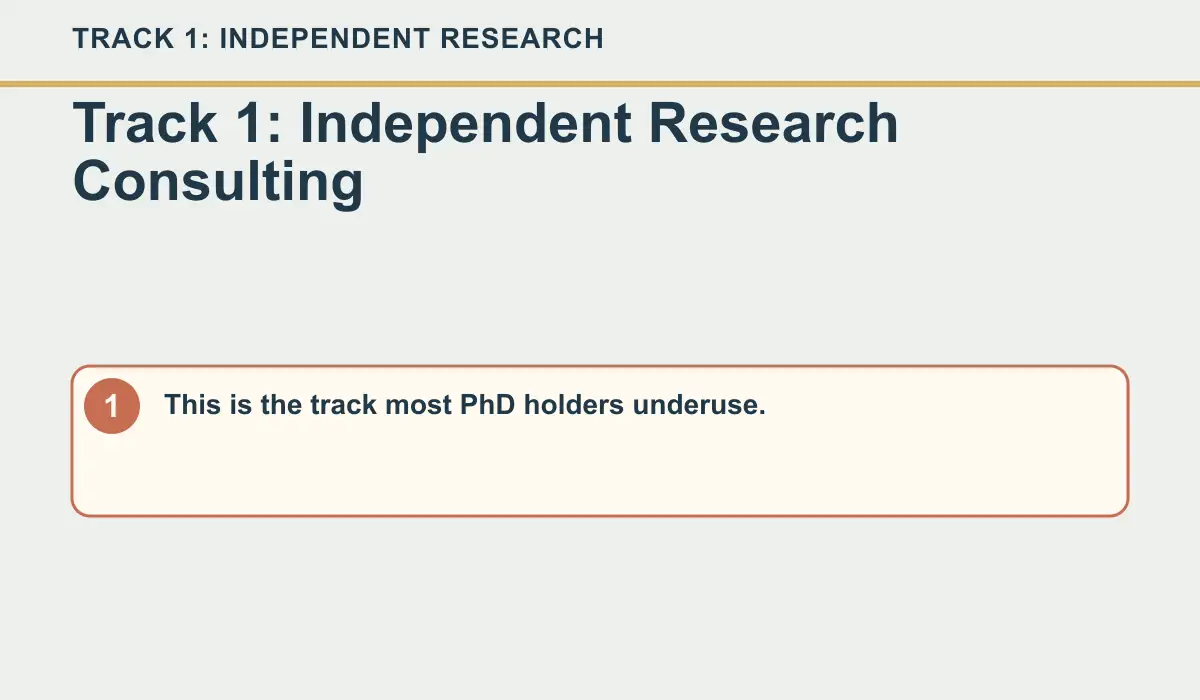 TRACK 1: INDEPENDENT RESEARCH
Track 1: Independent Research
Consulting
1 This is the track most PhD holders underuse.